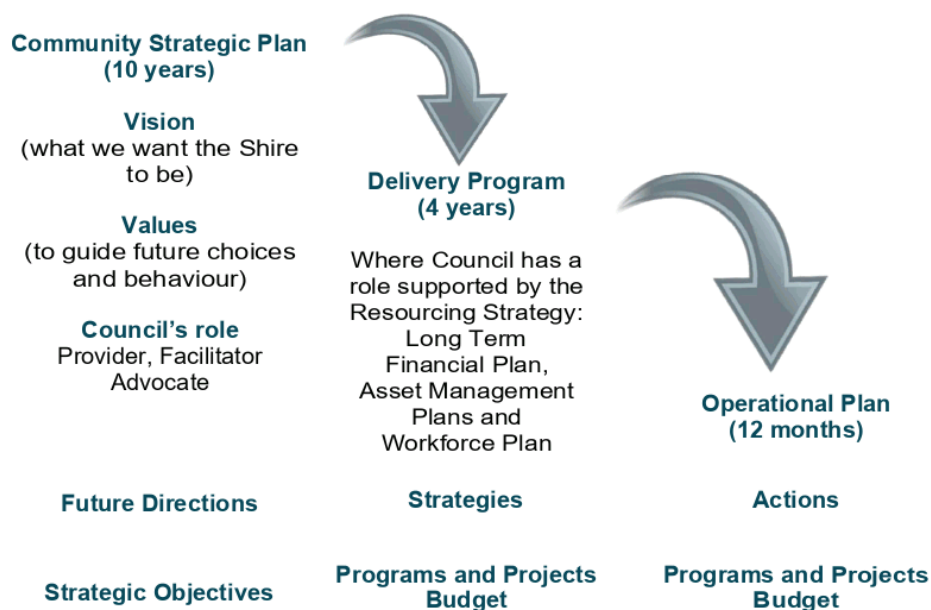 Community Strategic Plan
(10 years)
Vision
(what we want the Shire
to be)
Values
(to guide future choices
and behaviour)
Council's role
Provider, Facilitator
Advocate
Future Directions
Strategic Objectives
Delivery Program
(4 years)
Where Council has a
role supported by the
Resourcing Strategy:
Long Term
Financial Plan,
Asset Management
Plans and
Workforce Plan
Strategies
Programs and Projects
Budget
Operational Plan
(12 months)
Actions
Programs and Projects
Budget